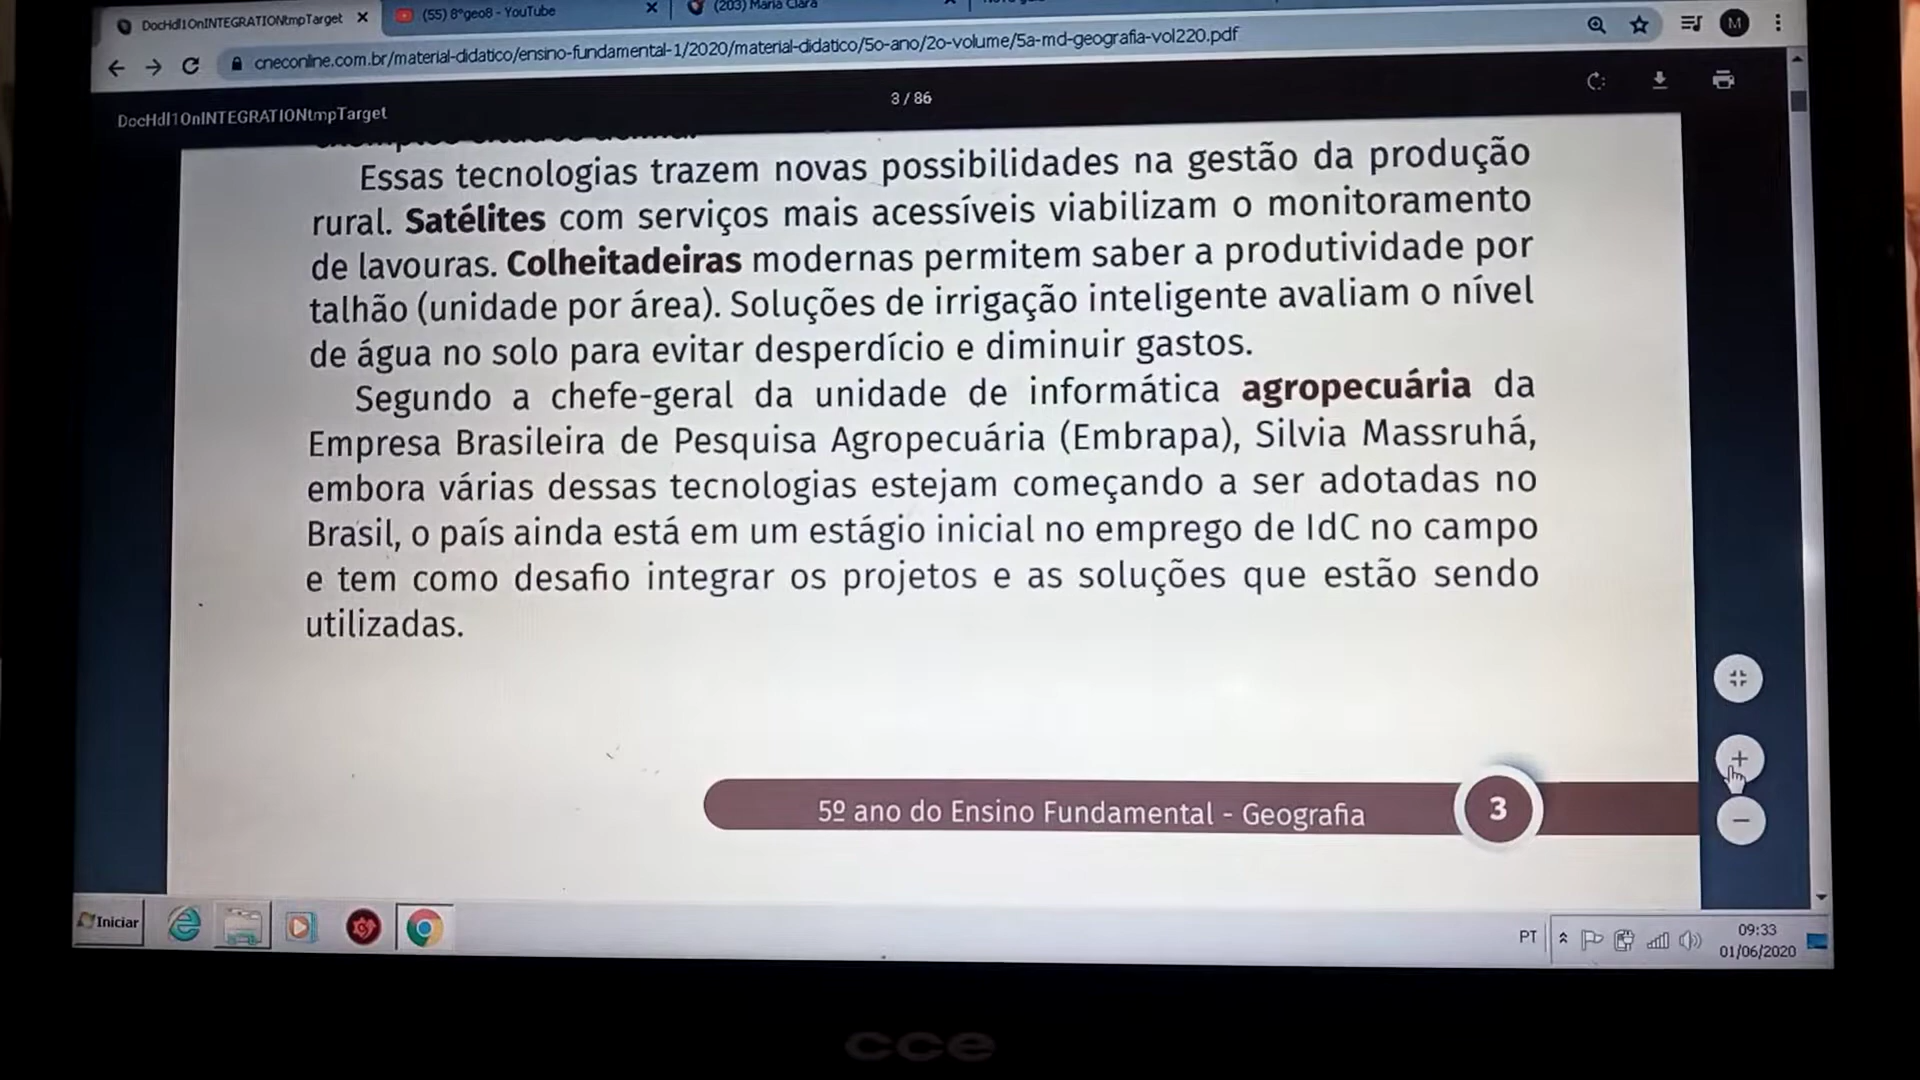 DocHdl1OnINTEGRATIONtmpTarget
(55) 8ºgeo8 - YouTube
(203) Maria Clara
cneconline.com.br/material-didatico/ensino-fundamental-1/2020/material-didatico/5o-ano/2o-volume/5a-md-geografia-vol220.pdf
M
DocHdl1OnINTEGRATIONtmpTarget
3 / 86
Essas tecnologias trazem novas possibilidades na gestão da produção
rural. Satélites com serviços mais acessíveis viabilizam o monitoramento
de lavouras. Colheitadeiras modernas permitem saber a produtividade por
talhão (unidade por área). Soluções de irrigação inteligente avaliam o nível
de água no solo para evitar desperdício e diminuir gastos.
Segundo a chefe-geral da unidade de informática agropecuária da
Empresa Brasileira de Pesquisa Agropecuária (Embrapa), Silvia Massruhá,
embora várias dessas tecnologias estejam começando a ser adotadas no
Brasil, o país ainda está em um estágio inicial no emprego de IdC no campo
e tem como desafio integrar os projetos e as soluções que estão sendo
utilizadas.
5º ano do Ensino Fundamental - Geografia
3
Iniciar
PT
09:33
01/06/2020
cce